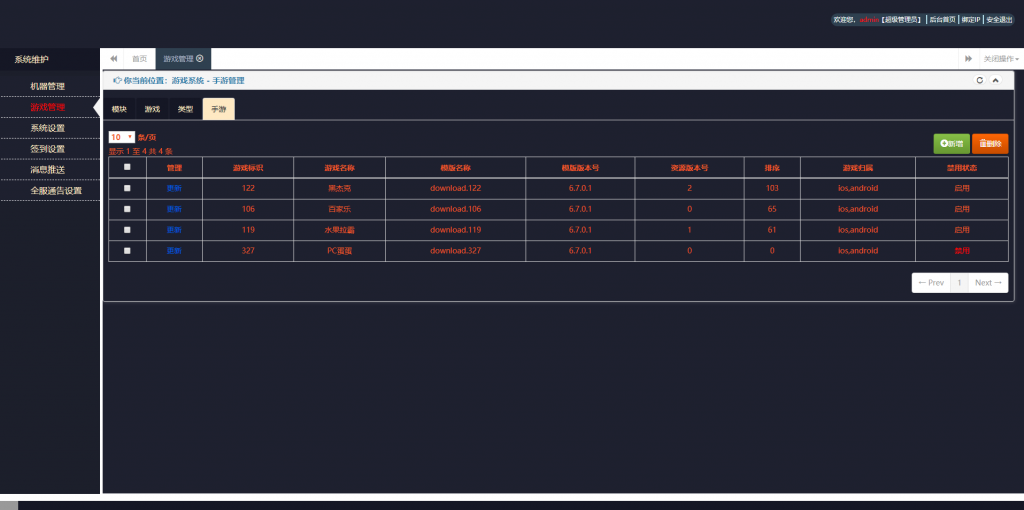 欢迎您, admin【超级管理员】 | 后台首页 | 绑定IP | 安全退出
系统维护
首页 游戏管理 关闭操作
机器管理
游戏管理
系统设置
签到设置
消息推送
全服通告设置
你当前位置: 游戏系统 - 手游管理
模块 游戏 类型 手游
10 条/页
新增 删除
显示 1 至 4 共 4 条
管理 游戏标识 游戏名称 模版名称 模版版本号 资源版本号 排序 游戏归属 禁用状态
更新 122 黑杰克 download.122 6.7.0.1 2 103 ios,android 启用
更新 106 百家乐 download.106 6.7.0.1 0 65 ios,android 启用
更新 119 水果拉霸 download.119 6.7.0.1 1 61 ios,android 启用
更新 327 PC蛋蛋 download.327 6.7.0.1 0 0 ios,android 禁用
← Prev 1 Next →